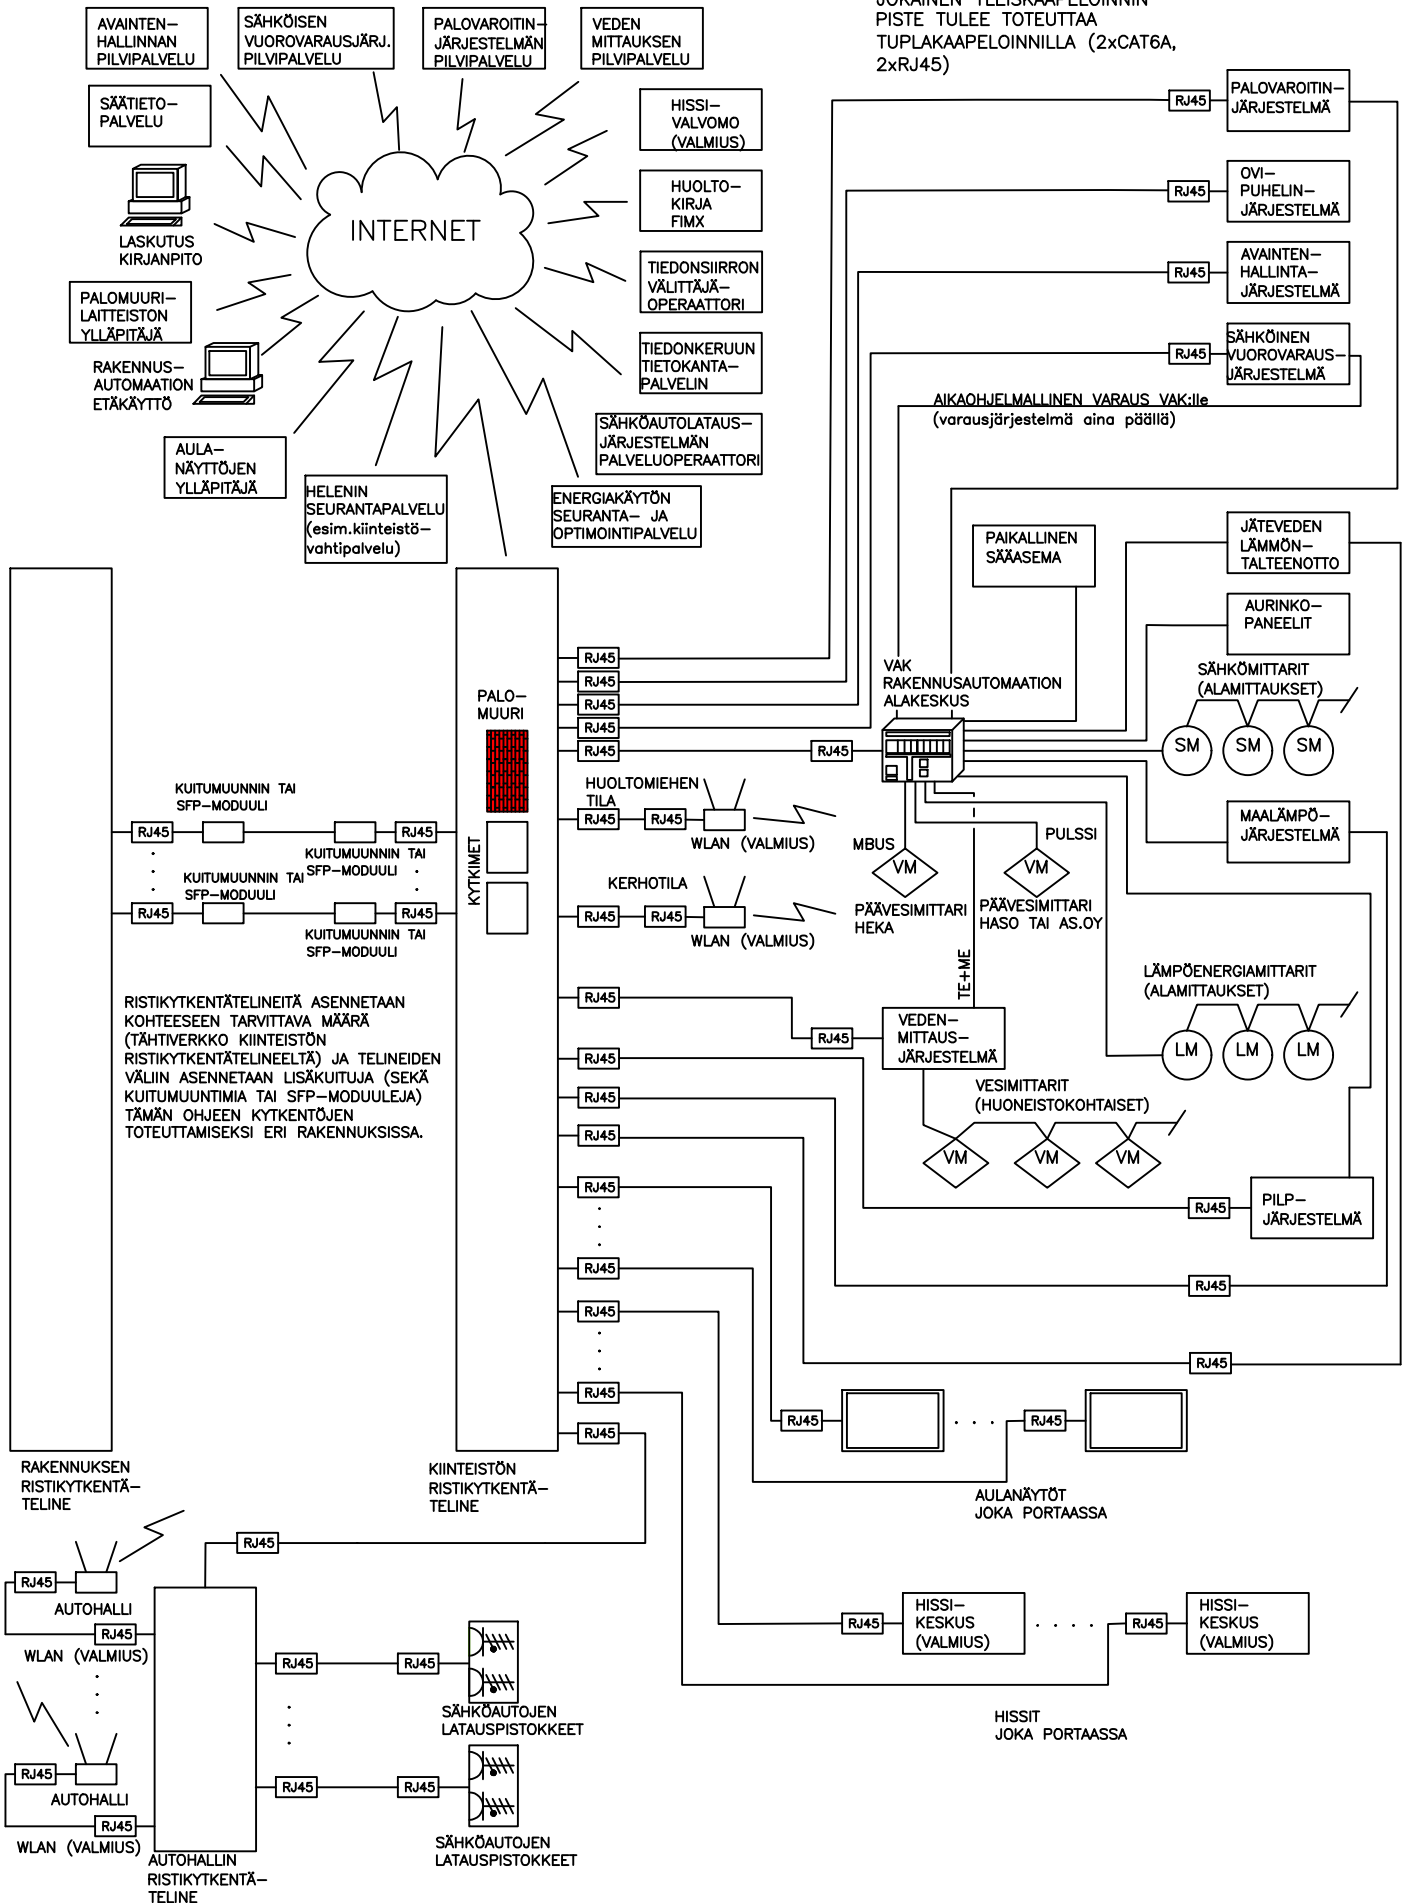 JOKAINEN YLEISKAAPELOINNIN
PISTE TULEE TOTEUTTAA
TUPLAKAAPELOINNILLA (2xCAT6A,
2xRJ45)
AVAINTEN-
HALLINNAN
PILVIPALVELU
SÄHKÖISEN
VUOROVARAUSJÄRJ.
PILVIPALVELU
PALOVAROITIN-
JÄRJESTELMÄN
PILVIPALVELU
VEDEN
MITTAUKSEN
PILVIPALVELU
SÄÄTIETO-
PALVELU
HISSI-
VALVOMO
(VALMIUS)
LASKUTUS
KIRJANPITO
INTERNET
HUOLTO-
KIRJA
FIMX
TIEDONSIIRRON
VÄLITTÄJÄ-
OPERAATTORI
PALOMUURI-
LAITTEISTON
YLLÄPITÄJÄ
TIEDONKERUUN
TIETOKANTA-
PALVELIN
RAKENNUS-
AUTOMAATION
ETÄKÄYTTÖ
SÄHKÖAUTOLATAUS-
JÄRJESTELMÄN
PALVELUOPERAATTORI
AULA-
NÄYTTÖJEN
YLLÄPITÄJÄ
HELENIN
SEURANTAPALVELU
(esim.kiinteistö-
vahtipalvelu)
ENERGIAKÄYTÖN
SEURANTA- JA
OPTIMOINTIPALVELU
RJ45
PALOVAROITIN-
JÄRJESTELMÄ
RJ45
OVI-
PUHELIN-
JÄRJESTELMÄ
RJ45
AVAINTEN-
HALLINTA-
JÄRJESTELMÄ
RJ45
SÄHKÖINEN
VUOROVARAUS-
JÄRJESTELMÄ
AIKAOHJELMALLINEN VARAUS VAK:lle
(varausjärjestelmä aina päällä)
PAIKALLINEN
SÄÄASEMA
JÄTEVEDEN
LÄMMÖN-
TALTEENOTTO
AURINKO-
PANEELIT
VAK
RAKENNUSAUTOMAATION
ALAKESKUS
SÄHKÖMITTARIT
(ALAMITTAUKSET)
SM
SM
SM
PALO-
MUURI
KYTKIMET
RJ45
RJ45
RJ45
RJ45
RJ45
RJ45
HUOLTOMIEHEN
TILA
RJ45
RJ45
WLAN (VALMIUS)
KERHOTILA
RJ45
RJ45
WLAN (VALMIUS)
MBUS
VM
PÄÄVESIMITTARI
HEKA
PULSSI
VM
PÄÄVESIMITTARI
HASO TAI AS.OY
MAALÄMPÖ-
JÄRJESTELMÄ
KUITUMUUNNIN TAI
SFP-MODUULI
RJ45
RJ45
KUITUMUUNNIN TAI
SFP-MODUULI
KUITUMUUNNIN TAI
SFP-MODUULI
RJ45
RJ45
KUITUMUUNNIN TAI
SFP-MODUULI
TE+ME
LÄMPÖENERGIAMITTARIT
(ALAMITTAUKSET)
LM
LM
LM
RISTIKYTKENTÄTELINEITÄ ASENNETAAN
KOHTEESEEN TARVITTAVA MÄÄRÄ
(TÄHTIVERKKO KIINTEISTÖN
RISTIKYTKENTÄTELINEELTÄ) JA TELINEIDEN
VÄLIIN ASENNETAAN LISÄKUITUJA (SEKÄ
KUITUMUUNTIMIA TAI SFP-MODUULEJA)
TÄMÄN OHJEEN KYTKENTÖJEN
TOTEUTTAMISEKSI ERI RAKENNUKSISSA.
RJ45
RJ45
VEDEN-
MITTAUS-
JÄRJESTELMÄ
RJ45
RJ45
RJ45
VESIMITTARIT
(HUONEISTOKOHTAISET)
VM
VM
VM
RJ45
RJ45
PILP-
JÄRJESTELMÄ
RJ45
RJ45
RJ45
RJ45
RJ45
RJ45
RJ45
RJ45
AULANÄYTÖT
JOKA PORTAASSA
RAKENNUKSEN
RISTIKYTKENTÄ-
TELINE
KIINTEISTÖN
RISTIKYTKENTÄ-
TELINE
RJ45
RJ45
AUTOHALLI
RJ45
WLAN (VALMIUS)
RJ45
HISSI-
KESKUS
(VALMIUS)
RJ45
HISSI-
KESKUS
(VALMIUS)
RJ45
RJ45
SÄHKÖAUTOJEN
LATAUSPISTOKKEET
HISSIT
JOKA PORTAASSA
RJ45
AUTOHALLI
RJ45
WLAN (VALMIUS)
RJ45
RJ45
SÄHKÖAUTOJEN
LATAUSPISTOKKEET
AUTOHALLIN
RISTIKYTKENTÄ-
TELINE